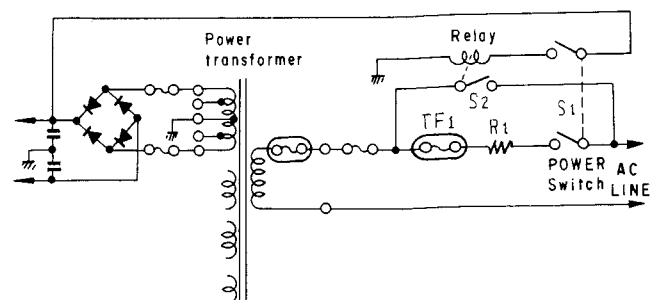 Power
transformer
Relay
S2
S1
TF1
R1
POWER
Switch
AC
LINE